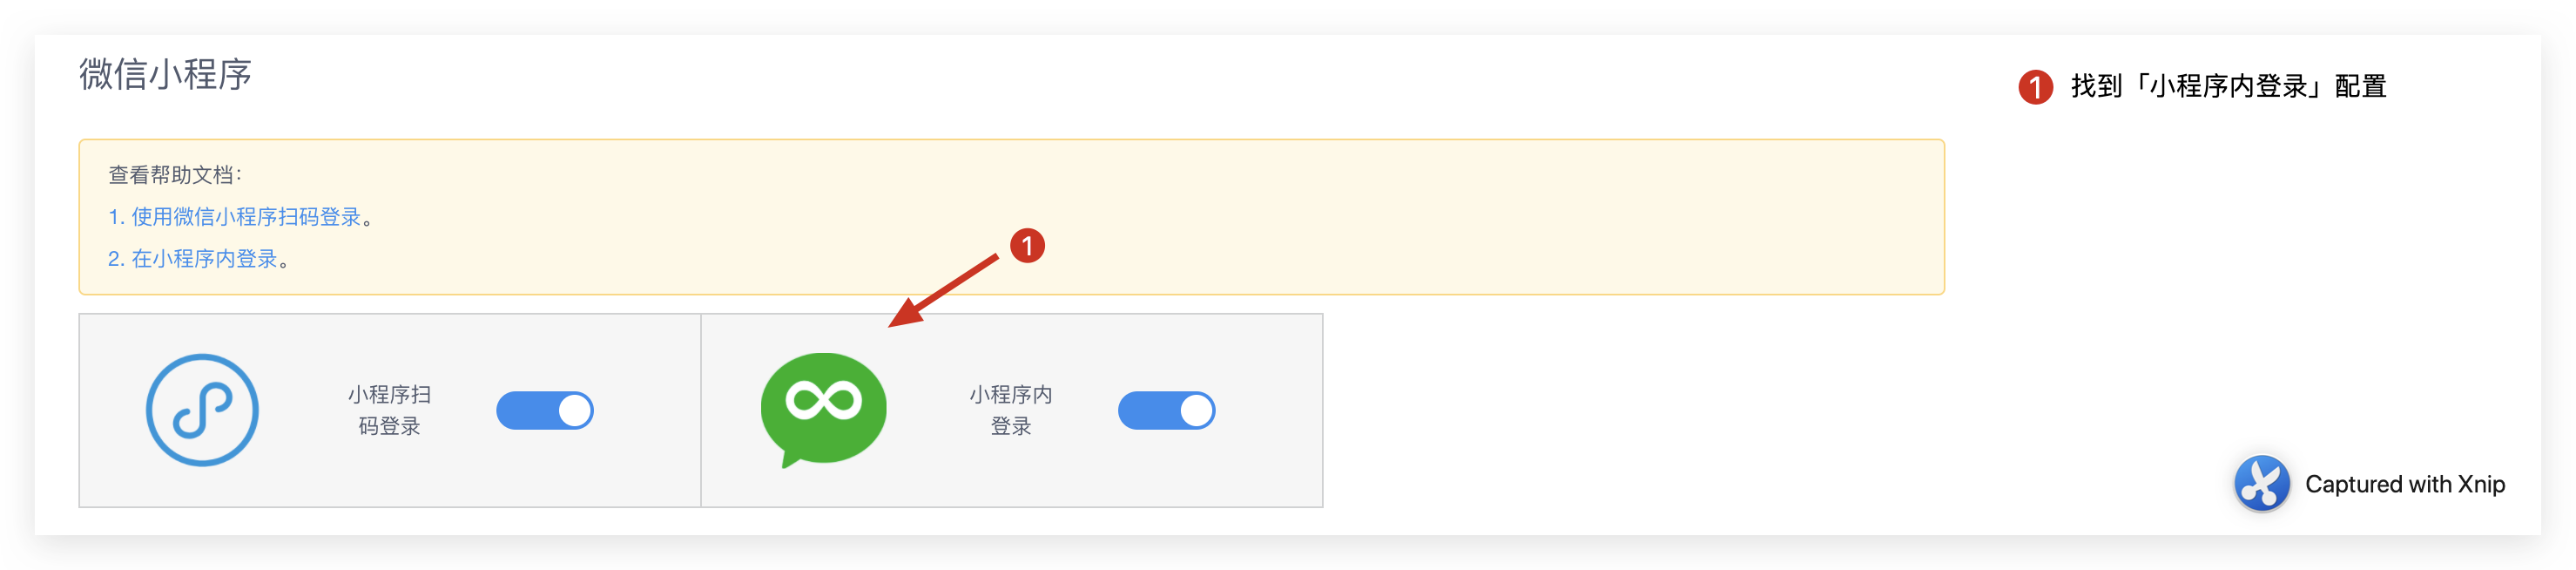 微信小程序
1 找到「小程序内登录」配置
查看帮助文档：
1. 使用微信小程序扫码登录。
2. 在小程序内登录。
1
小程序扫
码登录
小程序内
登录
Captured with Xnip